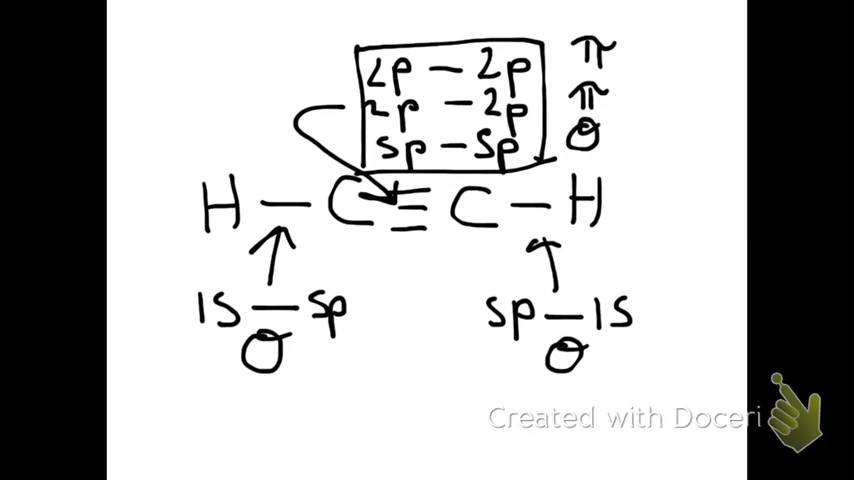 2p — 2p π
2p — 2p π
sp — sp σ
H — C ≡ C — H
1s — sp sp — 1s
σ σ
Created with Doceri